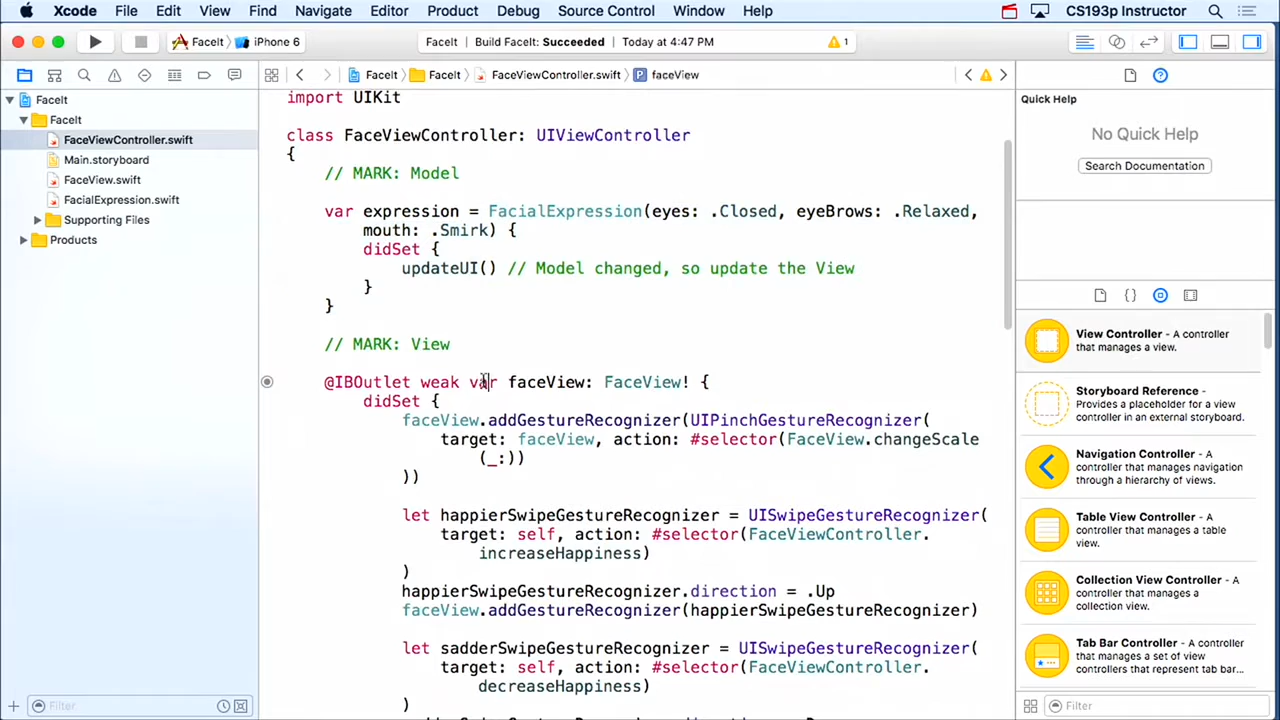 Xcode File Edit View Find Navigate Editor Product Debug Source Control Window Help CS193p Instructor
FaceIt iPhone 6 FaceIt Build FaceIt: Succeeded Today at 4:47 PM 1
FaceIt FaceIt FaceViewController.swift faceView
FaceIt
FaceIt
FaceViewController.swift
Main.storyboard
FaceView.swift
FacialExpression.swift
Supporting Files
Products
Filter
import UIKit
class FaceViewController: UIViewController
{
// MARK: Model
var expression = FacialExpression(eyes: .Closed, eyeBrows: .Relaxed,
mouth: .Smirk) {
didSet {
updateUI() // Model changed, so update the View
}
}
// MARK: View
@IBOutlet weak var faceView: FaceView! {
didSet {
faceView.addGestureRecognizer(UIPinchGestureRecognizer(
target: faceView, action: #selector(FaceView.changeScale
(_:))
))
let happierSwipeGestureRecognizer = UISwipeGestureRecognizer(
target: self, action: #selector(FaceViewController.
increaseHappiness)
)
happierSwipeGestureRecognizer.direction = .Up
faceView.addGestureRecognizer(happierSwipeGestureRecognizer)
let sadderSwipeGestureRecognizer = UISwipeGestureRecognizer(
target: self, action: #selector(FaceViewController.
decreaseHappiness)
)
Quick Help
No Quick Help
Search Documentation
View Controller - A controller
that manages a view.
Storyboard Reference -
Provides a placeholder for a view
controller in an external storyboard.
Navigation Controller - A
controller that manages navigation
through a hierarchy of views.
Table View Controller - A
controller that manages a table
view.
Collection View Controller - A
controller that manages a
collection view.
Tab Bar Controller - A controller
that manages a set of view
controllers that represent tab bar...
Filter